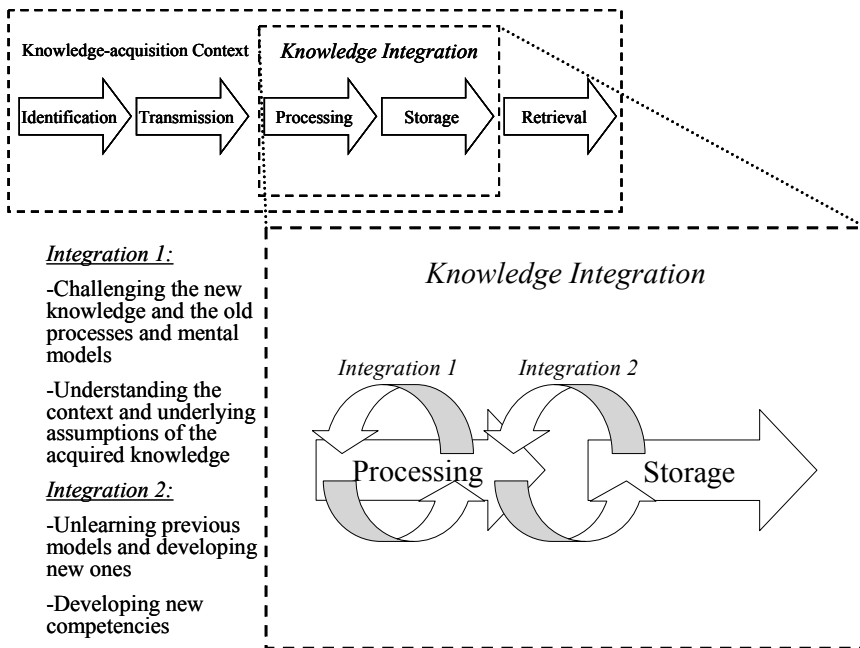 Knowledge-acquisition Context
Knowledge Integration
Identification
Transmission
Processing
Storage
Retrieval
Integration 1:
-Challenging the new
knowledge and the old
processes and mental
models
-Understanding the
context and underlying
assumptions of the
acquired knowledge
Integration 2:
-Unlearning previous
models and developing
new ones
-Developing new
competencies
Knowledge Integration
Integration 1
Integration 2
Processing
Storage